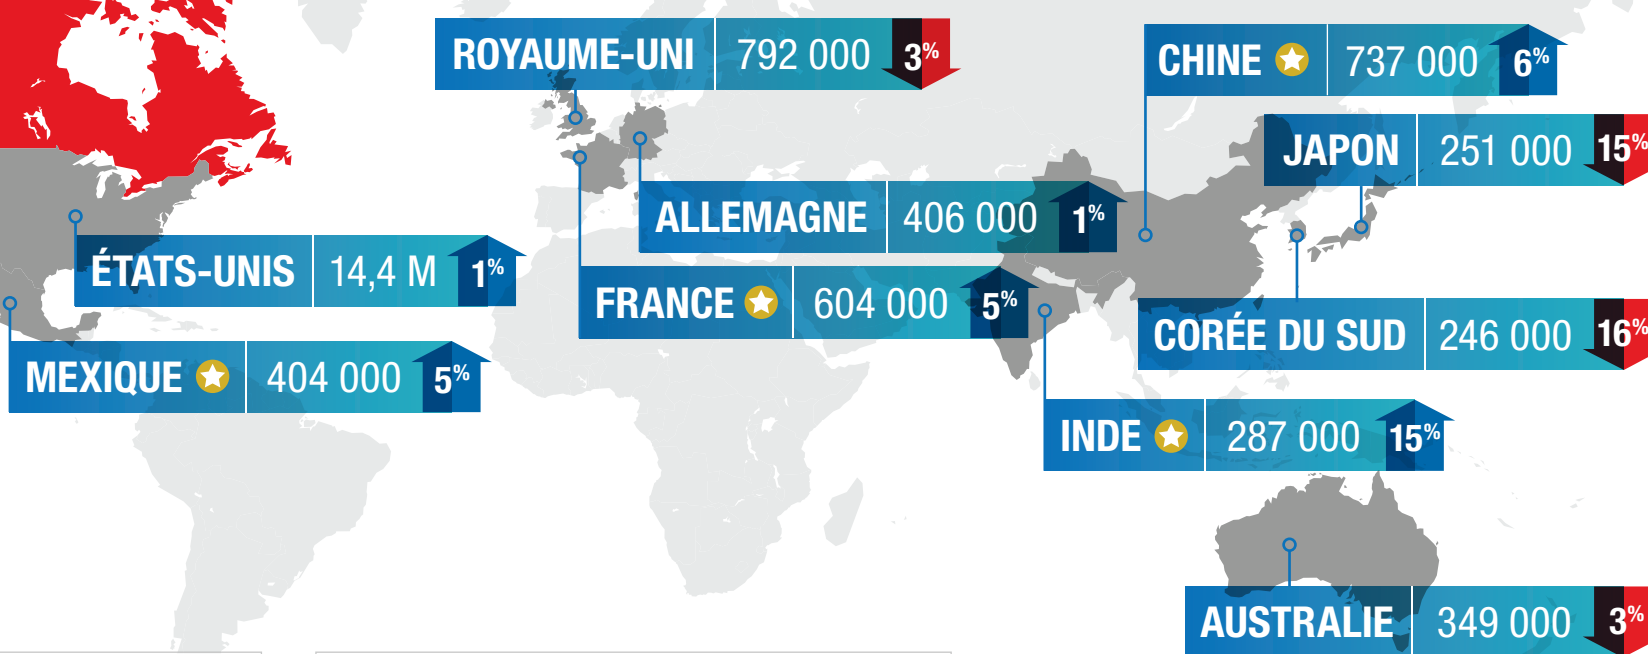 ROYAUME-UNI 792 000 3%
CHINE 737 000 6%
JAPON 251 000 15%
ALLEMAGNE 406 000 1%
ÉTATS-UNIS 14,4 M 1%
FRANCE 604 000 5%
CORÉE DU SUD 246 000 16%
MEXIQUE 404 000 5%
INDE 287 000 15%
AUSTRALIE 349 000 3%